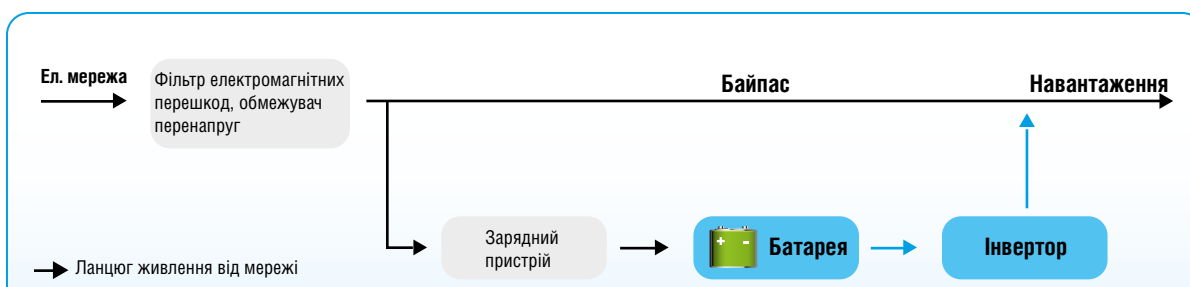 Ел. мережа
Фільтр електромагнітних
перешкод, обмежувач
перенапруг
Байпас
Навантаження
Зарядний
пристрій
+ -
Батарея
Інвертор
Ланцюг живлення від мережі